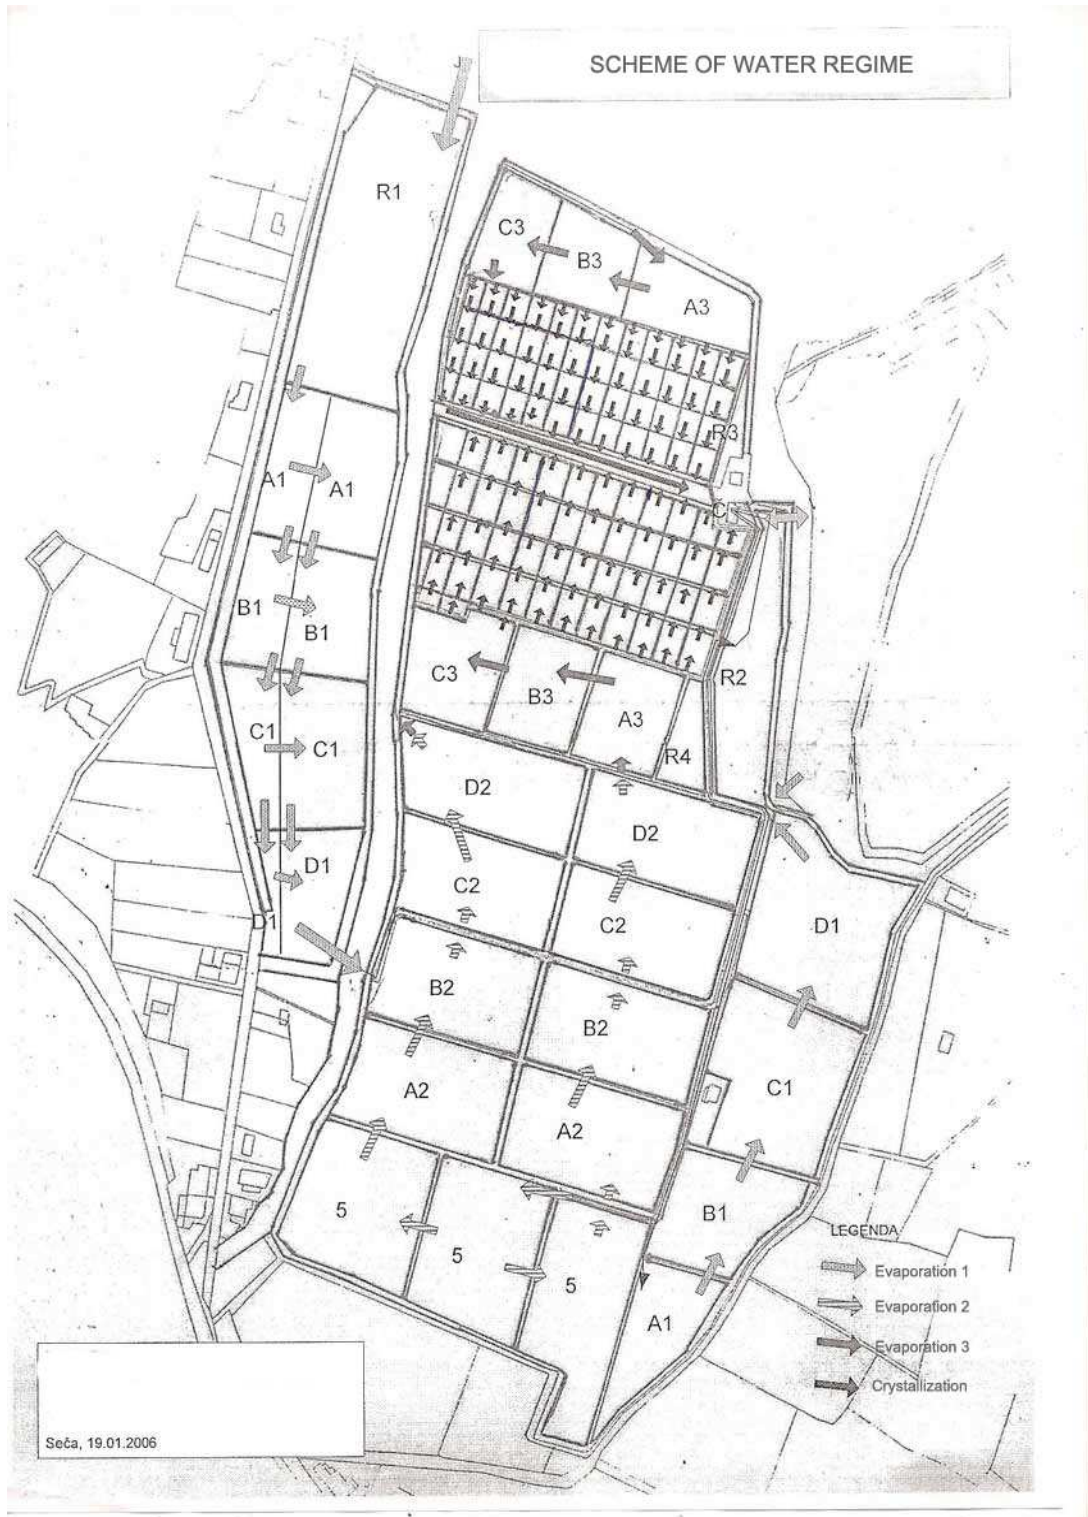 SCHEME OF WATER REGIME
R1
C3
B3
A3
R3
A1
A1
C
B1
B1
R2
C3
B3
A3
R4
C1
C1
D2
D2
D1
D1
C2
C2
D1
B2
B2
C1
A2
A2
B1
5
5
5
A1
LEGENDA
Evaporation 1
Evaporation 2
Evaporation 3
Crystallization
Seča, 19.01.2006